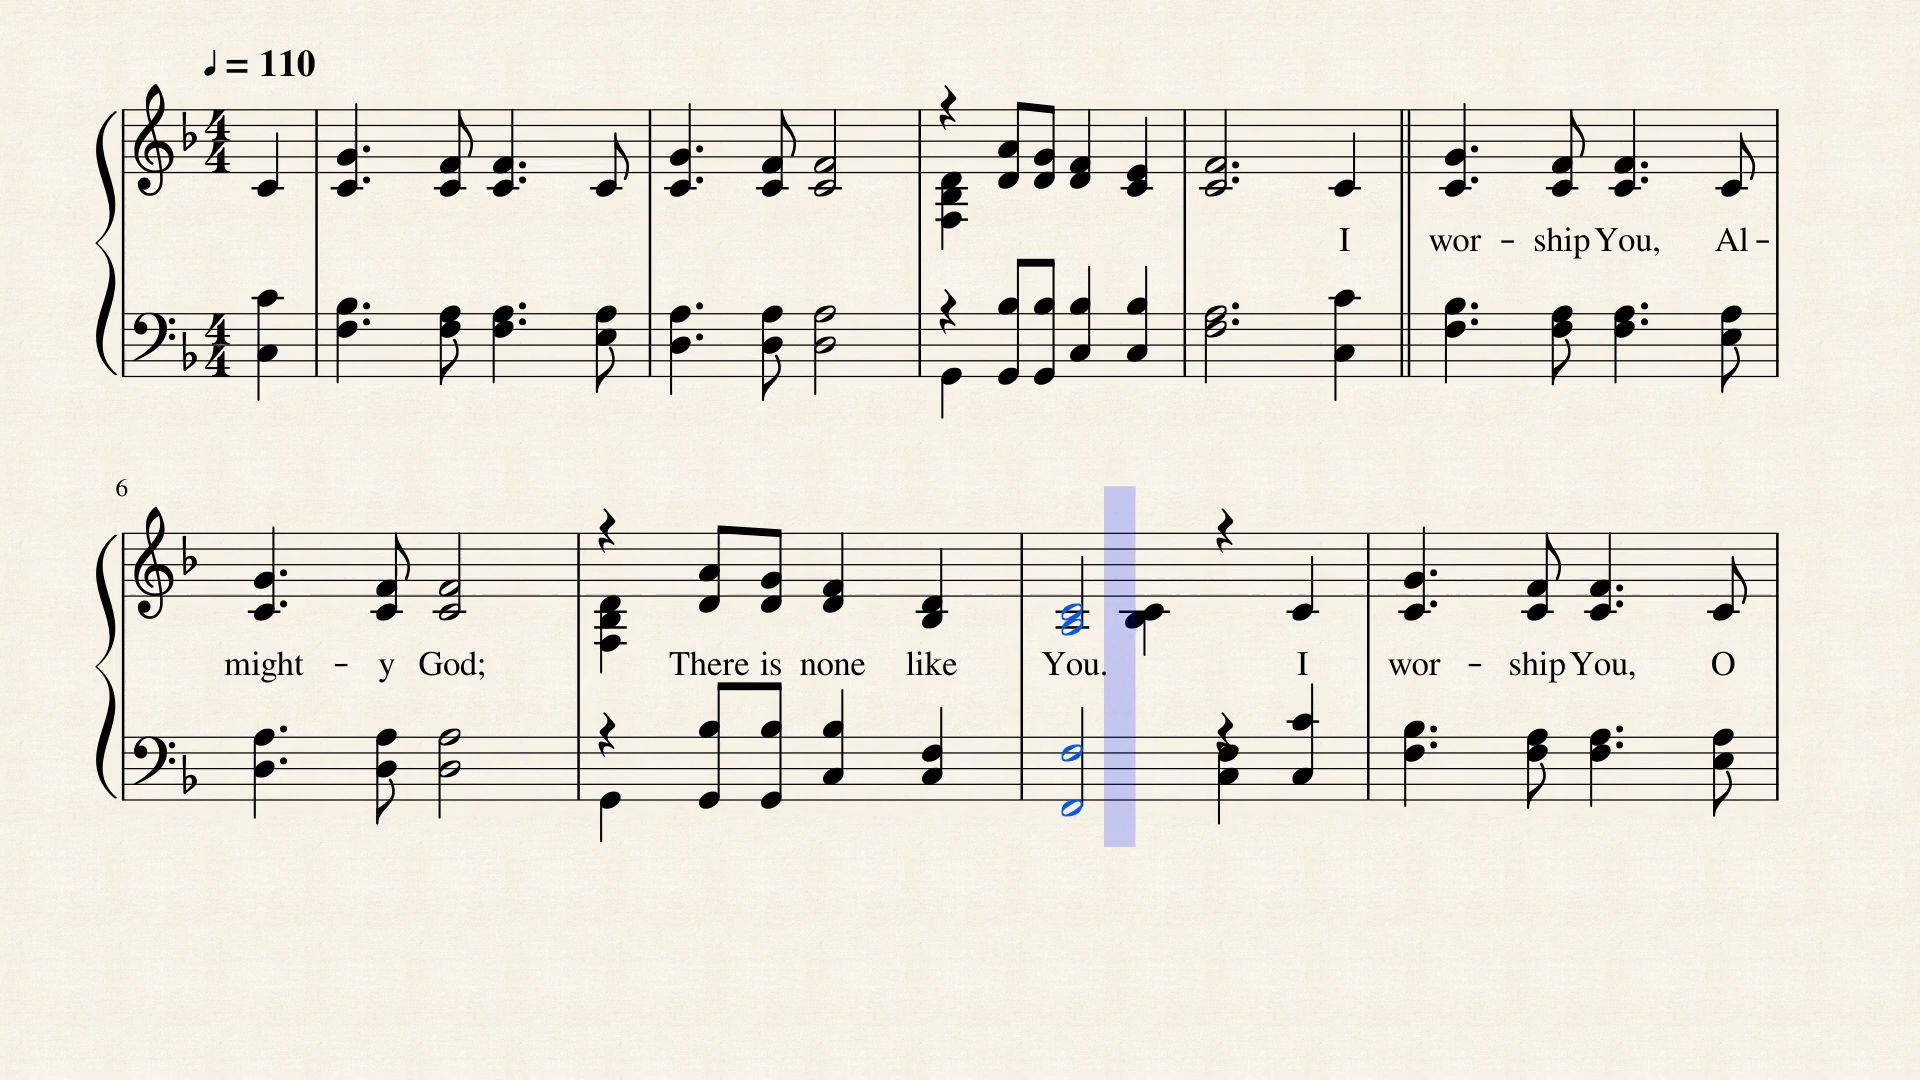 ♩ = 110
I wor - ship You, Al -
6
might - y God; There is none like You. I wor - ship You, O